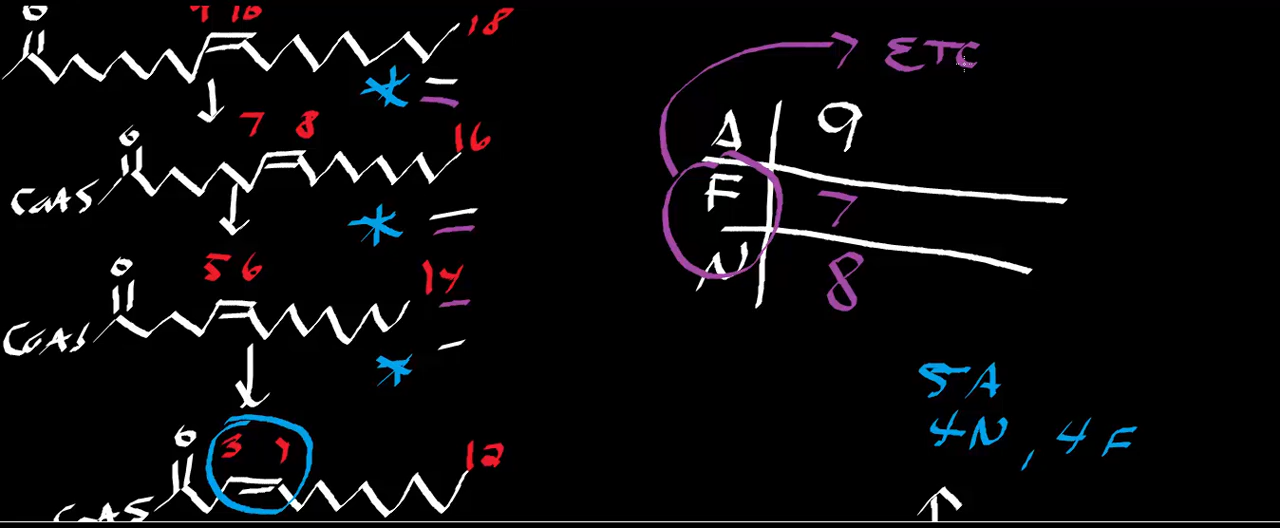 O
9 10
18
7 8
16
O
CoAS
O
5 6
14
CoAS
O
3 4
12
CoAS
ETC
A 9
F 7
N 8
5A
4N, 4F